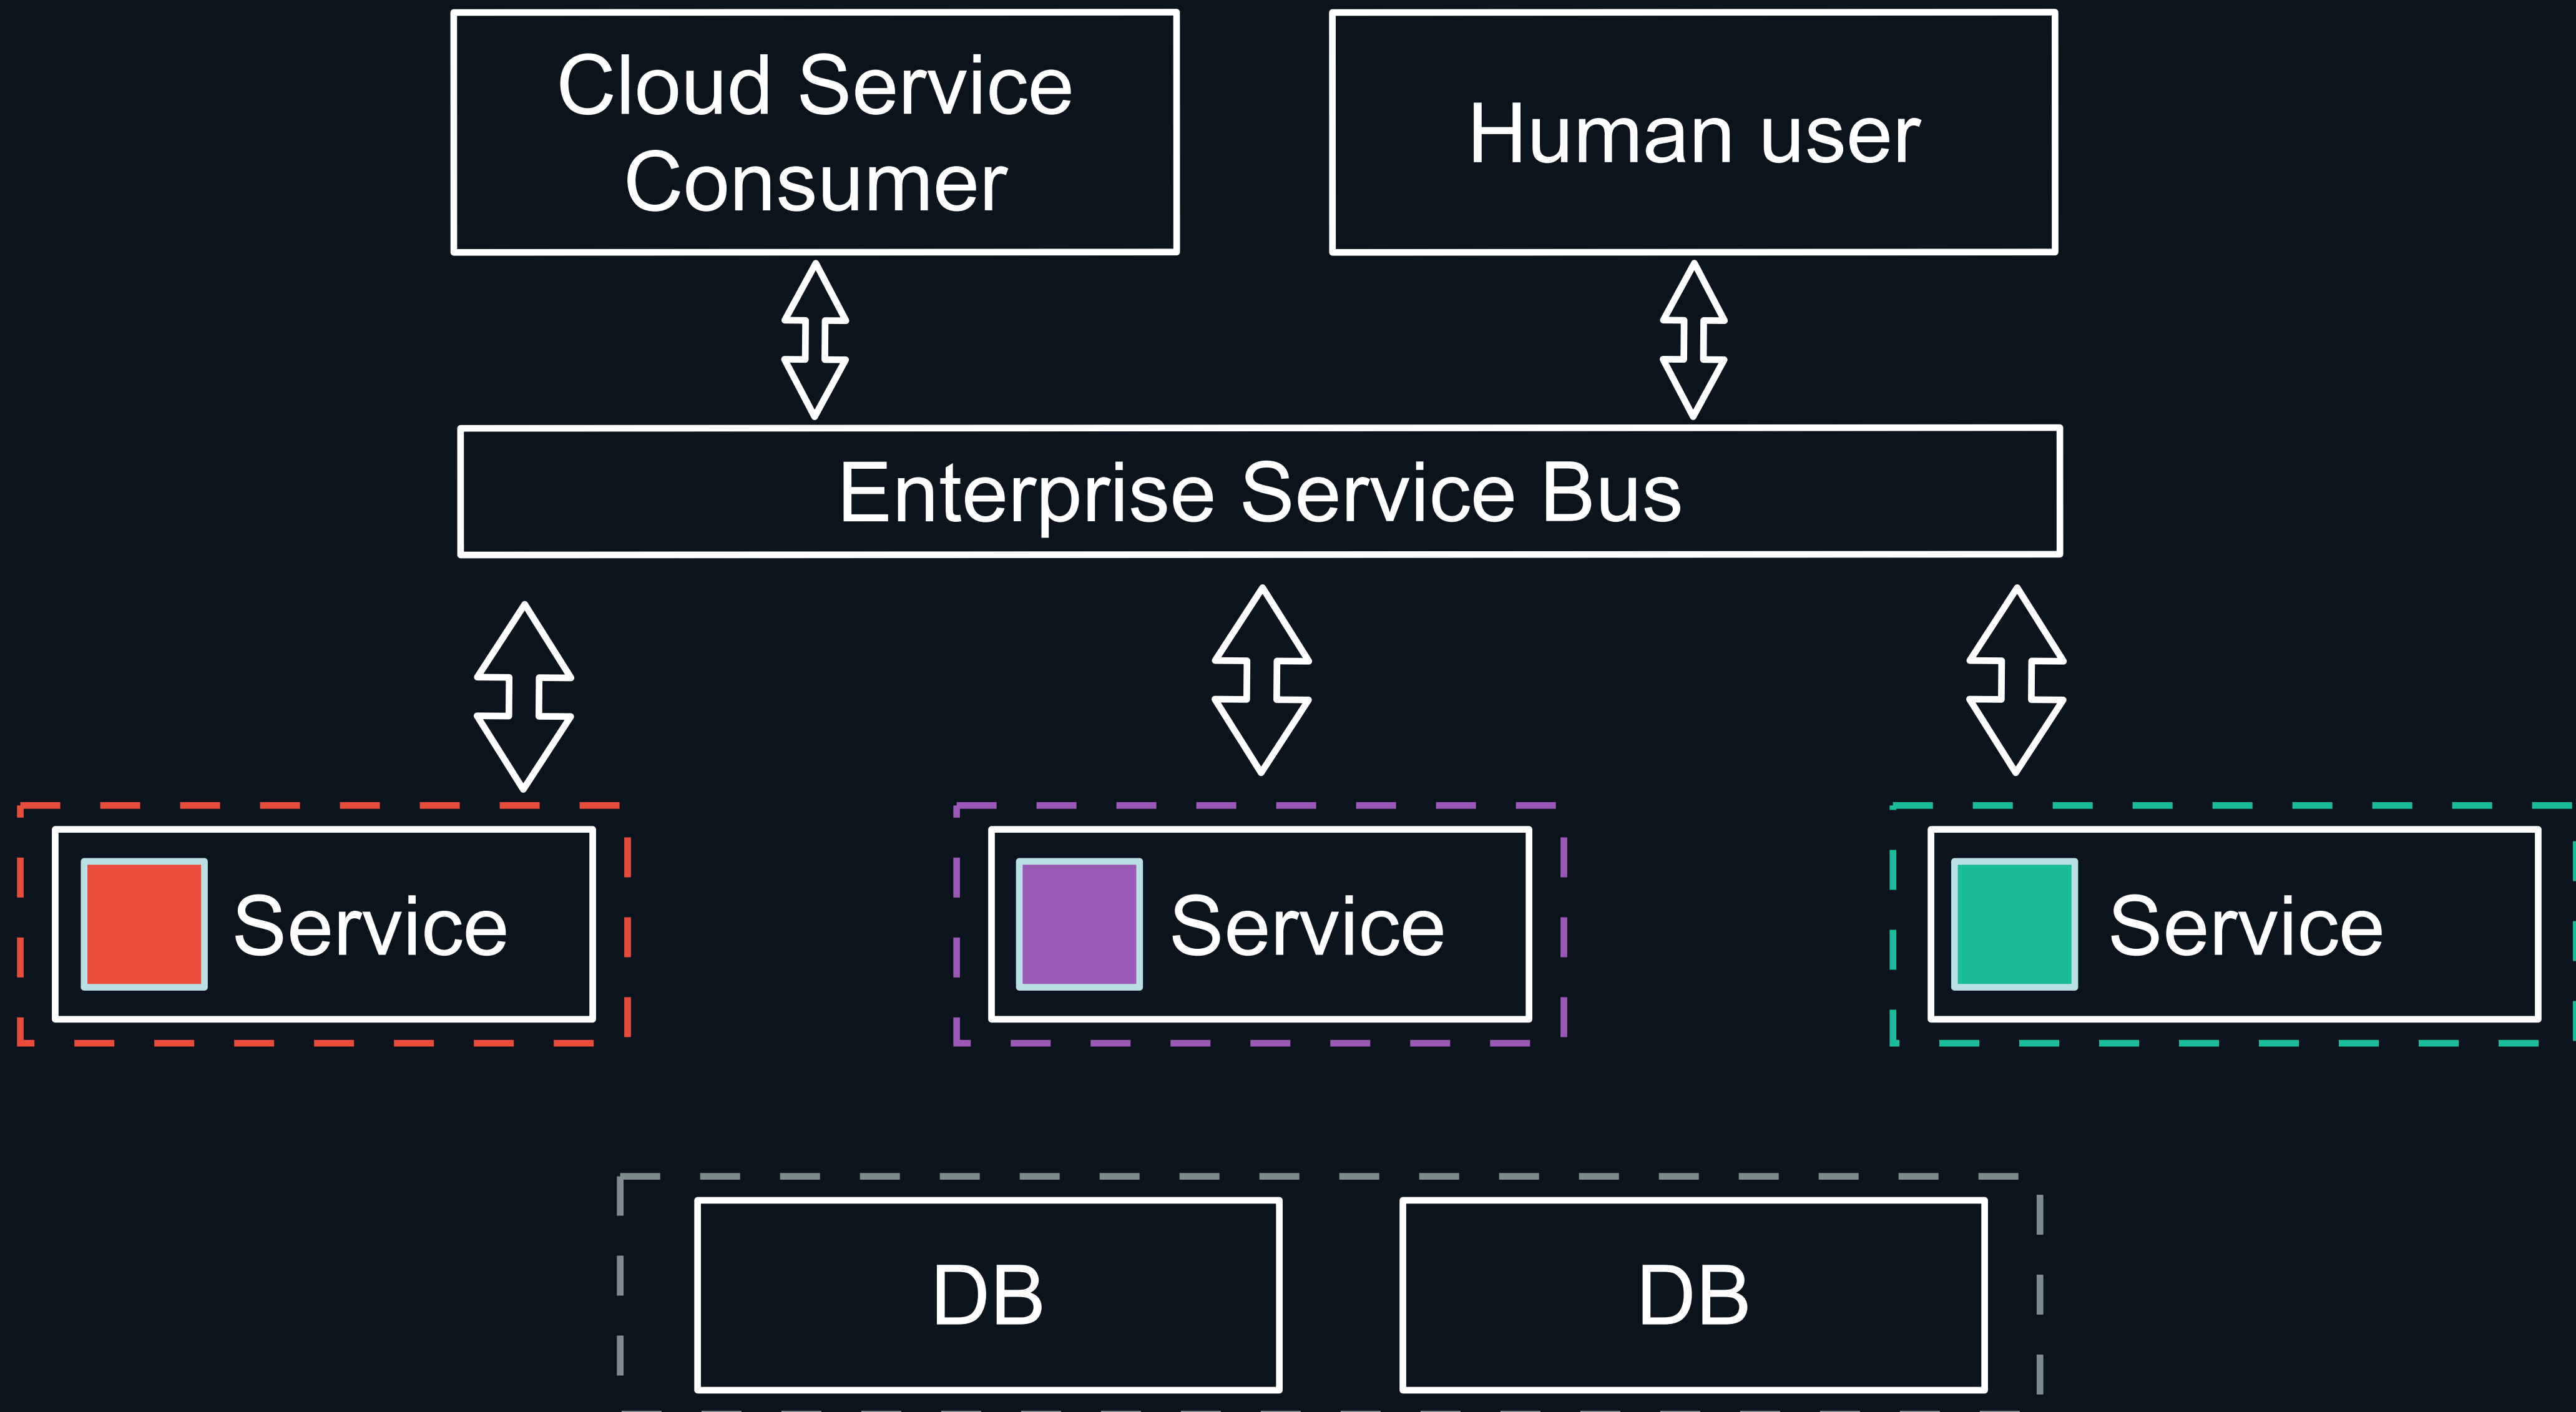 Cloud Service
Consumer
Human user
Enterprise Service Bus
Service
Service
Service
DB
DB